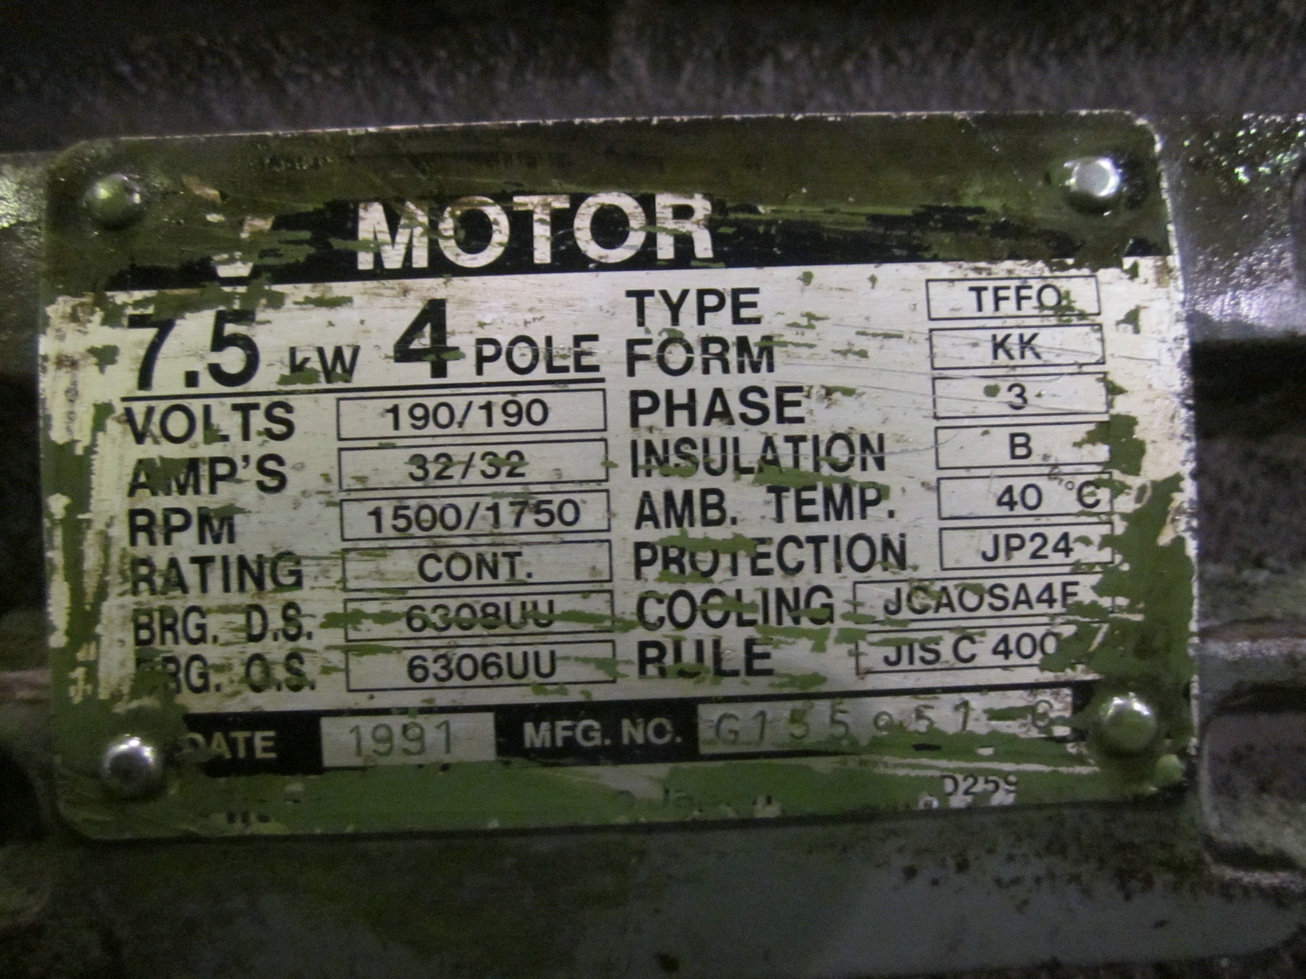 MOTOR
7.5 kW 4 POLE
VOLTS 190/190
AMP'S 32/32
RPM 1500/1750
RATING CONT.
BRG. D.S. 6308UU
BRG. O.S. 6306UU
TYPE TFFO
FORM KK
PHASE 3
INSULATION B
AMB. TEMP. 40 °C
PROTECTION JP24
COOLING JCAOSA4F
RULE JIS C 400
DATE 1991 MFG. NO.
D259